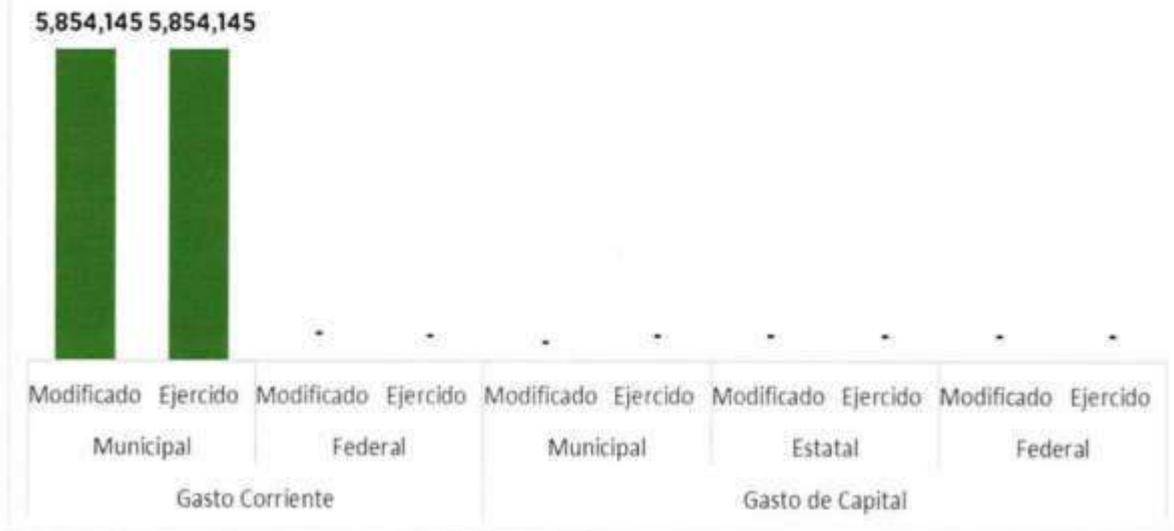 5,854,145 5,854,145
- - - - - - - -
Modificado Ejercido Modificado Ejercido Modificado Ejercido Modificado Ejercido Modificado Ejercido
Municipal Federal Municipal Estatal Federal
Gasto Corriente Gasto de Capital